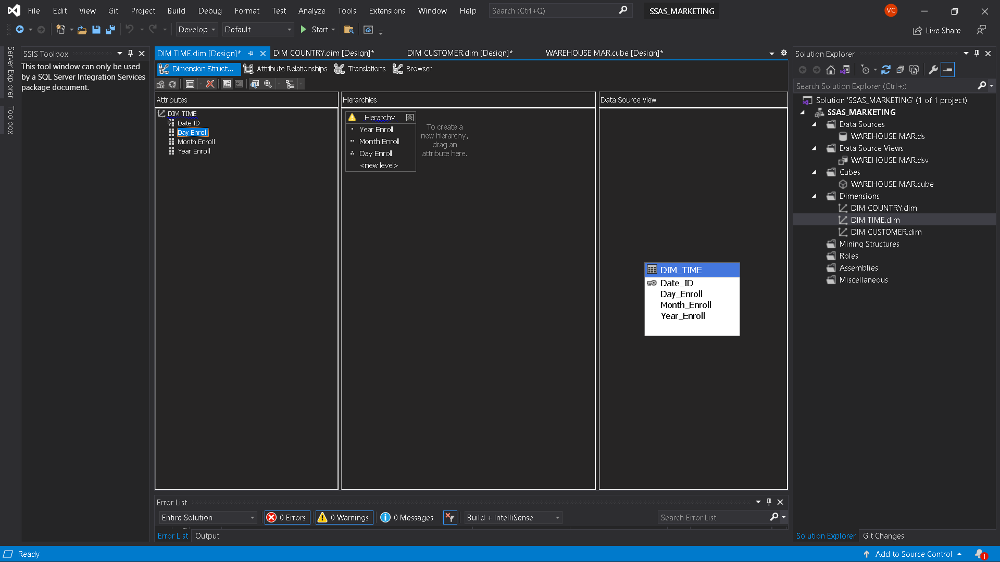 File Edit View Git Project Build Debug Format Test Analyze Tools Extensions Window Help Search (Ctrl+Q) SSAS_MARKETING VC
Develop Default Start Live Share
Server Explorer
Toolbox
SSIS Toolbox
This tool window can only be used
by a SQL Server Integration Services
package document.
DIM TIME.dim [Design]* DIM COUNTRY.dim [Design]* DIM CUSTOMER.dim [Design]* WAREHOUSE MAR.cube [Design]*
Dimension Struct... Attribute Relationships Translations Browser
Attributes
DIM TIME
Date ID
Day Enroll
Month Enroll
Year Enroll
Hierarchies
Hierarchy
Year Enroll
Month Enroll
Day Enroll
<new level>
To create a
new hierarchy,
drag an
attribute here.
Data Source View
DIM_TIME
Date_ID
Day_Enroll
Month_Enroll
Year_Enroll
Solution Explorer
Search Solution Explorer (Ctrl+;)
Solution 'SSAS_MARKETING' (1 of 1 project)
SSAS_MARKETING
Data Sources
WAREHOUSE MAR.ds
Data Source Views
WAREHOUSE MAR.dsv
Cubes
WAREHOUSE MAR.cube
Dimensions
DIM COUNTRY.dim
DIM TIME.dim
DIM CUSTOMER.dim
Mining Structures
Roles
Assemblies
Miscellaneous
Error List
Entire Solution 0 Errors 0 Warnings 0 Messages Build + IntelliSense Search Error List
Error List Output
Solution Explorer Git Changes
Ready Add to Source Control 1